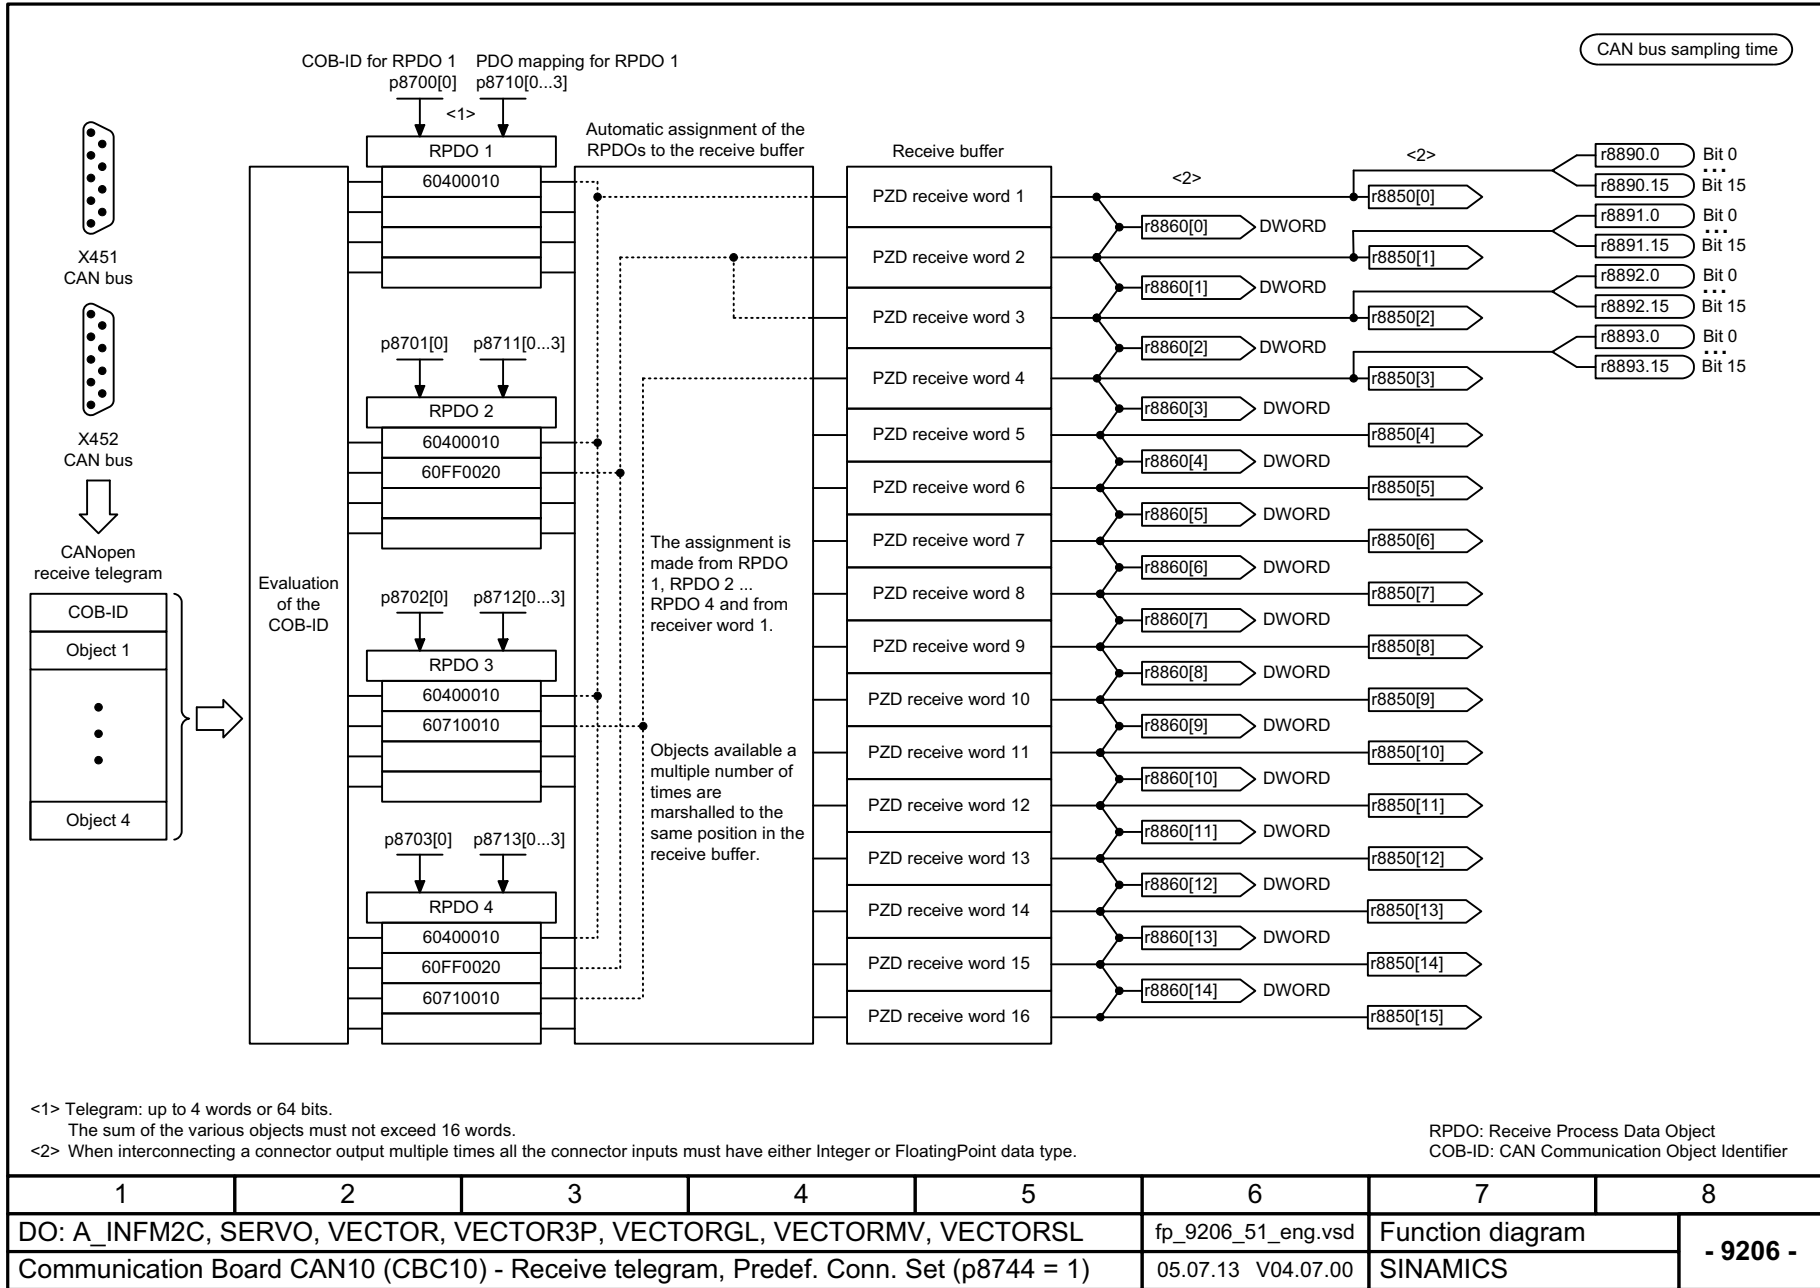 CAN bus sampling time
COB-ID for RPDO 1
p8700[0]
PDO mapping for RPDO 1
p8710[0...3]
<1>
RPDO 1
60400010
X451
CAN bus
X452
CAN bus
CANopen
receive telegram
COB-ID
Object 1
Object 4
Evaluation
of the
COB-ID
p8701[0]
p8711[0...3]
RPDO 2
60400010
60FF0020
p8702[0]
p8712[0...3]
RPDO 3
60400010
60710010
p8703[0]
p8713[0...3]
RPDO 4
60400010
60FF0020
60710010
Automatic assignment of the
RPDOs to the receive buffer
The assignment is
made from RPDO
1, RPDO 2 ...
RPDO 4 and from
receiver word 1.
Objects available a
multiple number of
times are
marshalled to the
same position in the
receive buffer.
Receive buffer
PZD receive word 1
PZD receive word 2
PZD receive word 3
PZD receive word 4
PZD receive word 5
PZD receive word 6
PZD receive word 7
PZD receive word 8
PZD receive word 9
PZD receive word 10
PZD receive word 11
PZD receive word 12
PZD receive word 13
PZD receive word 14
PZD receive word 15
PZD receive word 16
<2>
r8860[0] DWORD
r8860[1] DWORD
r8860[2] DWORD
r8860[3] DWORD
r8860[4] DWORD
r8860[5] DWORD
r8860[6] DWORD
r8860[7] DWORD
r8860[8] DWORD
r8860[9] DWORD
r8860[10] DWORD
r8860[11] DWORD
r8860[12] DWORD
r8860[13] DWORD
r8860[14] DWORD
<2>
r8850[0]
r8850[1]
r8850[2]
r8850[3]
r8850[4]
r8850[5]
r8850[6]
r8850[7]
r8850[8]
r8850[9]
r8850[10]
r8850[11]
r8850[12]
r8850[13]
r8850[14]
r8850[15]
r8890.0 Bit 0
...
r8890.15 Bit 15
r8891.0 Bit 0
...
r8891.15 Bit 15
r8892.0 Bit 0
...
r8892.15 Bit 15
r8893.0 Bit 0
...
r8893.15 Bit 15
<1> Telegram: up to 4 words or 64 bits.
The sum of the various objects must not exceed 16 words.
<2> When interconnecting a connector output multiple times all the connector inputs must have either Integer or FloatingPoint data type.
RPDO: Receive Process Data Object
COB-ID: CAN Communication Object Identifier
1 2 3 4 5 6 7 8
DO: A_INFM2C, SERVO, VECTOR, VECTOR3P, VECTORGL, VECTORMV, VECTORSL
fp_9206_51_eng.vsd
Function diagram
- 9206 -
Communication Board CAN10 (CBC10) - Receive telegram, Predef. Conn. Set (p8744 = 1)
05.07.13 V04.07.00
SINAMICS